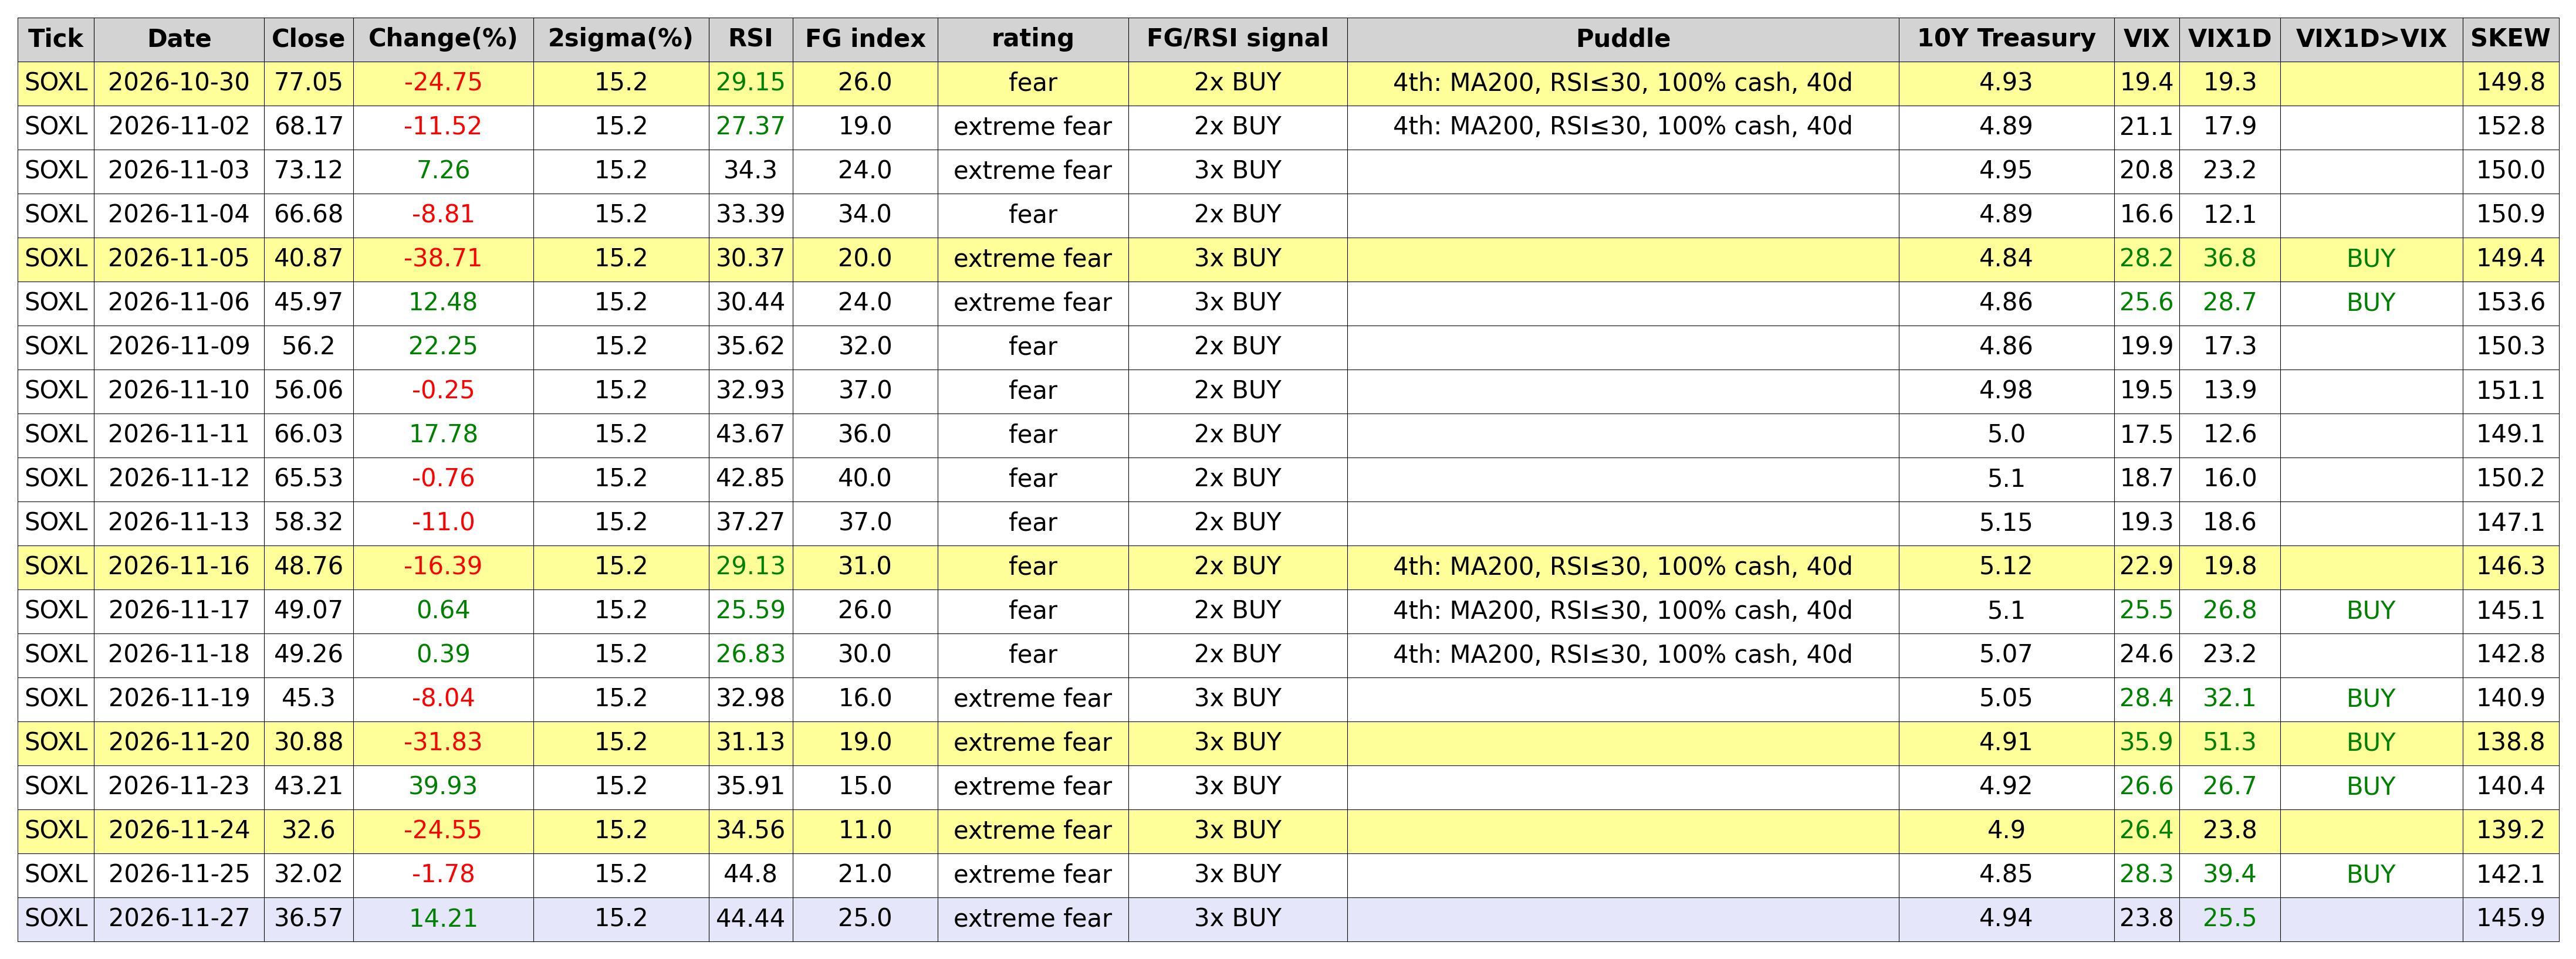 Tick Date Close Change(%) 2sigma(%) RSI FG index rating FG/RSI signal Puddle 10Y Treasury VIX VIX1D VIX1D>VIX SKEW
SOXL 2026-10-30 77.05 -24.75 15.2 29.15 26.0 fear 2x BUY 4th: MA200, RSI≤30, 100% cash, 40d 4.93 19.4 19.3 149.8
SOXL 2026-11-02 68.17 -11.52 15.2 27.37 19.0 extreme fear 2x BUY 4th: MA200, RSI≤30, 100% cash, 40d 4.89 21.1 17.9 152.8
SOXL 2026-11-03 73.12 7.26 15.2 34.3 24.0 extreme fear 3x BUY 4.95 20.8 23.2 150.0
SOXL 2026-11-04 66.68 -8.81 15.2 33.39 34.0 fear 2x BUY 4.89 16.6 12.1 150.9
SOXL 2026-11-05 40.87 -38.71 15.2 30.37 20.0 extreme fear 3x BUY 4.84 28.2 36.8 BUY 149.4
SOXL 2026-11-06 45.97 12.48 15.2 30.44 24.0 extreme fear 3x BUY 4.86 25.6 28.7 BUY 153.6
SOXL 2026-11-09 56.2 22.25 15.2 35.62 32.0 fear 2x BUY 4.86 19.9 17.3 150.3
SOXL 2026-11-10 56.06 -0.25 15.2 32.93 37.0 fear 2x BUY 4.98 19.5 13.9 151.1
SOXL 2026-11-11 66.03 17.78 15.2 43.67 36.0 fear 2x BUY 5.0 17.5 12.6 149.1
SOXL 2026-11-12 65.53 -0.76 15.2 42.85 40.0 fear 2x BUY 5.1 18.7 16.0 150.2
SOXL 2026-11-13 58.32 -11.0 15.2 37.27 37.0 fear 2x BUY 5.15 19.3 18.6 147.1
SOXL 2026-11-16 48.76 -16.39 15.2 29.13 31.0 fear 2x BUY 4th: MA200, RSI≤30, 100% cash, 40d 5.12 22.9 19.8 146.3
SOXL 2026-11-17 49.07 0.64 15.2 25.59 26.0 fear 2x BUY 4th: MA200, RSI≤30, 100% cash, 40d 5.1 25.5 26.8 BUY 145.1
SOXL 2026-11-18 49.26 0.39 15.2 26.83 30.0 fear 2x BUY 4th: MA200, RSI≤30, 100% cash, 40d 5.07 24.6 23.2 142.8
SOXL 2026-11-19 45.3 -8.04 15.2 32.98 16.0 extreme fear 3x BUY 5.05 28.4 32.1 BUY 140.9
SOXL 2026-11-20 30.88 -31.83 15.2 31.13 19.0 extreme fear 3x BUY 4.91 35.9 51.3 BUY 138.8
SOXL 2026-11-23 43.21 39.93 15.2 35.91 15.0 extreme fear 3x BUY 4.92 26.6 26.7 BUY 140.4
SOXL 2026-11-24 32.6 -24.55 15.2 34.56 11.0 extreme fear 3x BUY 4.9 26.4 23.8 139.2
SOXL 2026-11-25 32.02 -1.78 15.2 44.8 21.0 extreme fear 3x BUY 4.85 28.3 39.4 BUY 142.1
SOXL 2026-11-27 36.57 14.21 15.2 44.44 25.0 extreme fear 3x BUY 4.94 23.8 25.5 145.9